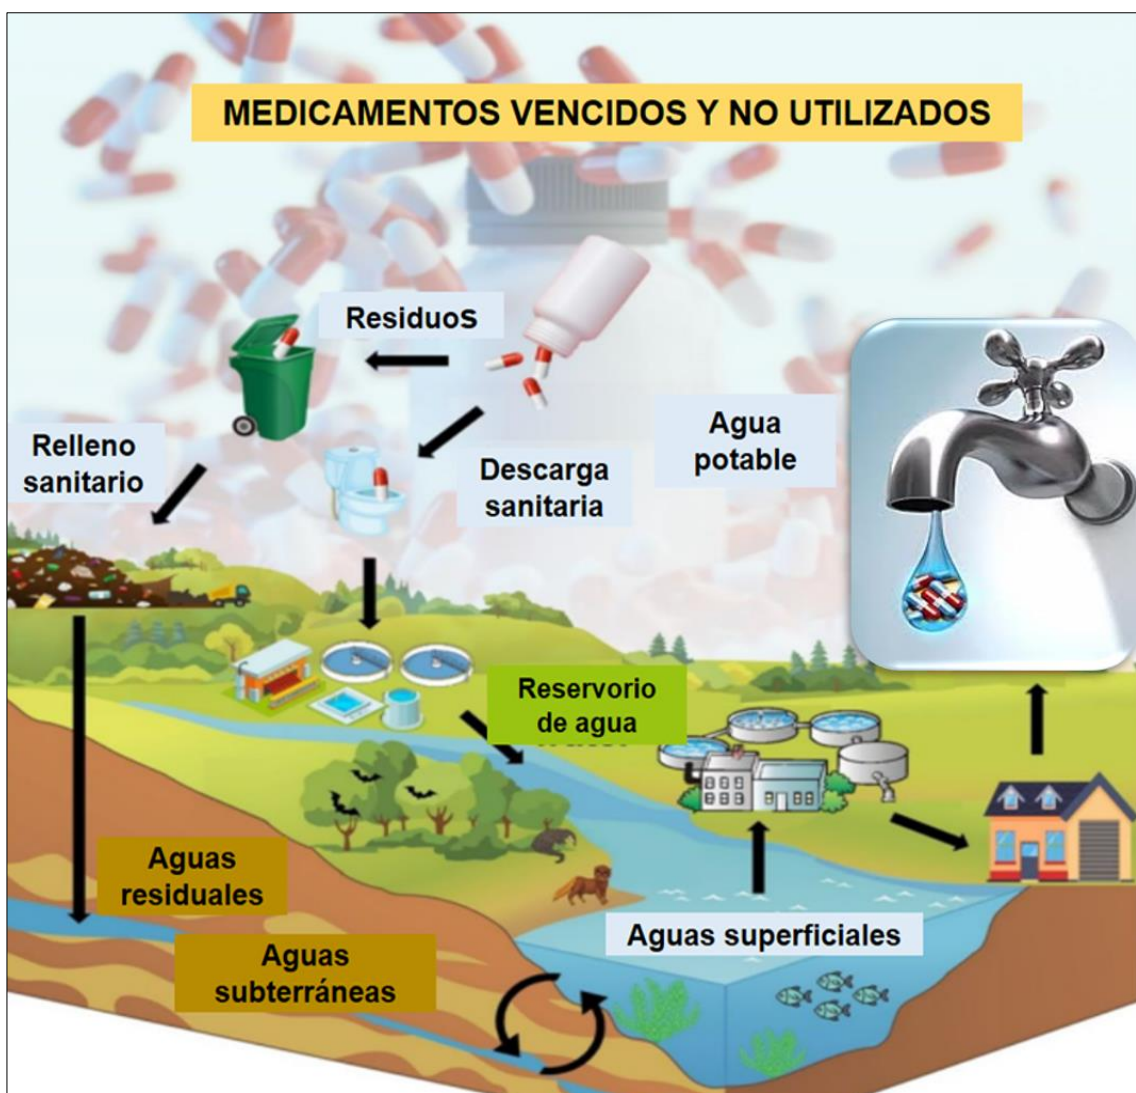 MEDICAMENTOS VENCIDOS Y NO UTILIZADOS
Residuos
Relleno
sanitario
Descarga
sanitaria
Agua
potable
Reservorio
de agua
Aguas
residuales
Aguas
subterráneas
Aguas superficiales